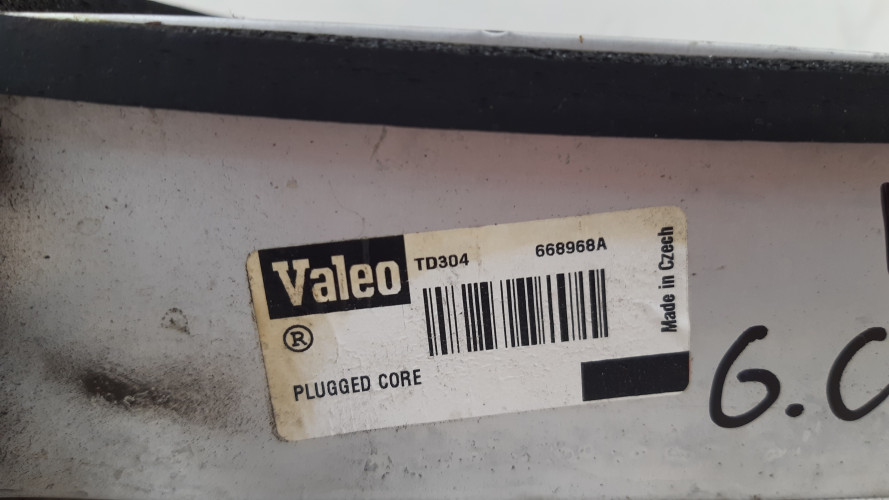 Valeo TD304 668968A
Made in Czech
®
PLUGGED CORE
6.0